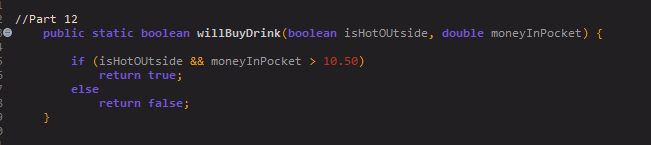 //Part 12
public static boolean willBuyDrink(boolean isHotOUtside, double moneyInPocket) {
if (isHotOUtside && moneyInPocket > 10.50)
return true;
else
return false;
}